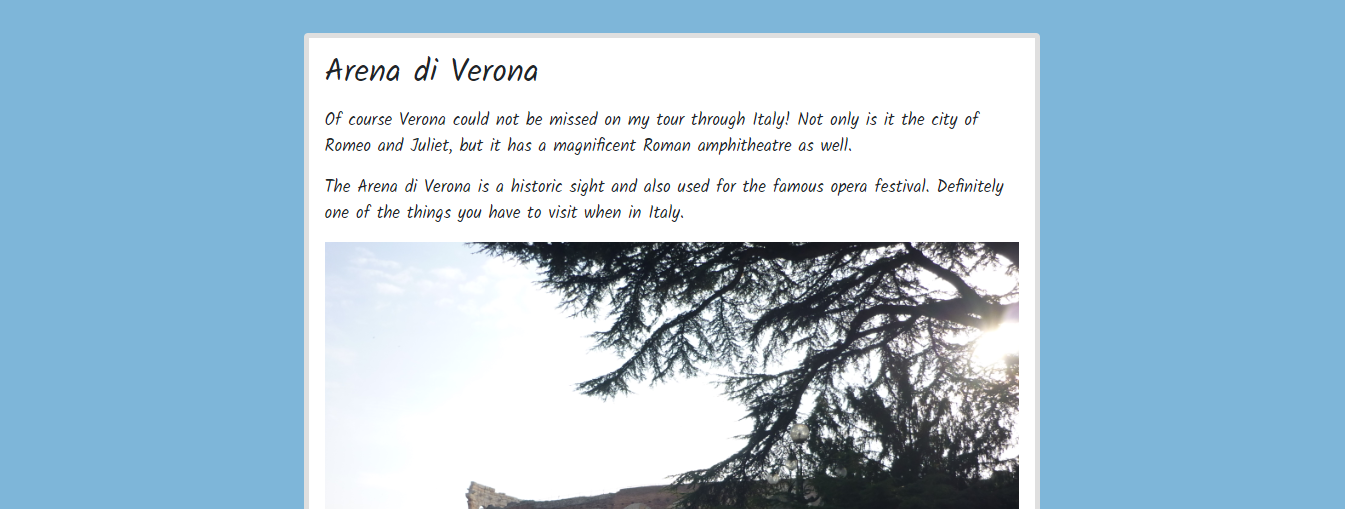 Arena di Verona
Of course Verona could not be missed on my tour through Italy! Not only is it the city of
Romeo and Juliet, but it has a magnificent Roman amphitheatre as well.
The Arena di Verona is a historic sight and also used for the famous opera festival. Definitely
one of the things you have to visit when in Italy.